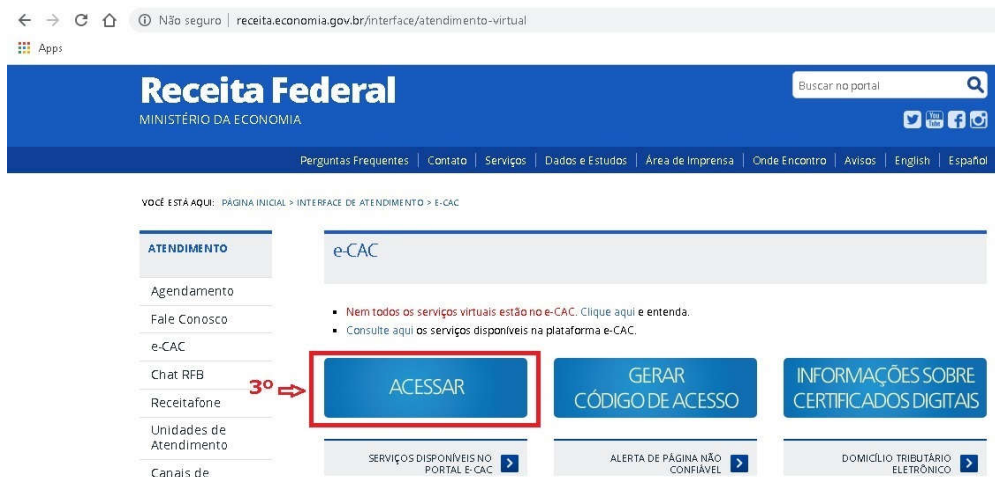 Não seguro | receita.economia.gov.br/interface/atendimento-virtual
Apps
Receita Federal
MINISTÉRIO DA ECONOMIA
Buscar no portal
You
Tube
Perguntas Frequentes | Contato | Serviços | Dados e Estudos | Área de Imprensa | Onde Encontro | Avisos | English | Español
VOCÊ ESTÁ AQUI: PÁGINA INICIAL > INTERFACE DE ATENDIMENTO > E-CAC
ATENDIMENTO
Agendamento
Fale Conosco
e-CAC
Chat RFB
Receitafone
Unidades de
Atendimento
Canais de
e-CAC
Nem todos os serviços virtuais estão no e-CAC. Clique aqui e entenda.
Consulte aqui os serviços disponíveis na plataforma e-CAC.
3º
ACESSAR
GERAR
CÓDIGO DE ACESSO
INFORMAÇÕES SOBRE
CERTIFICADOS DIGITAIS
SERVIÇOS DISPONÍVEIS NO
PORTAL E-CAC
ALERTA DE PÁGINA NÃO
CONFIÁVEL
DOMICÍLIO TRIBUTÁRIO
ELETRÔNICO